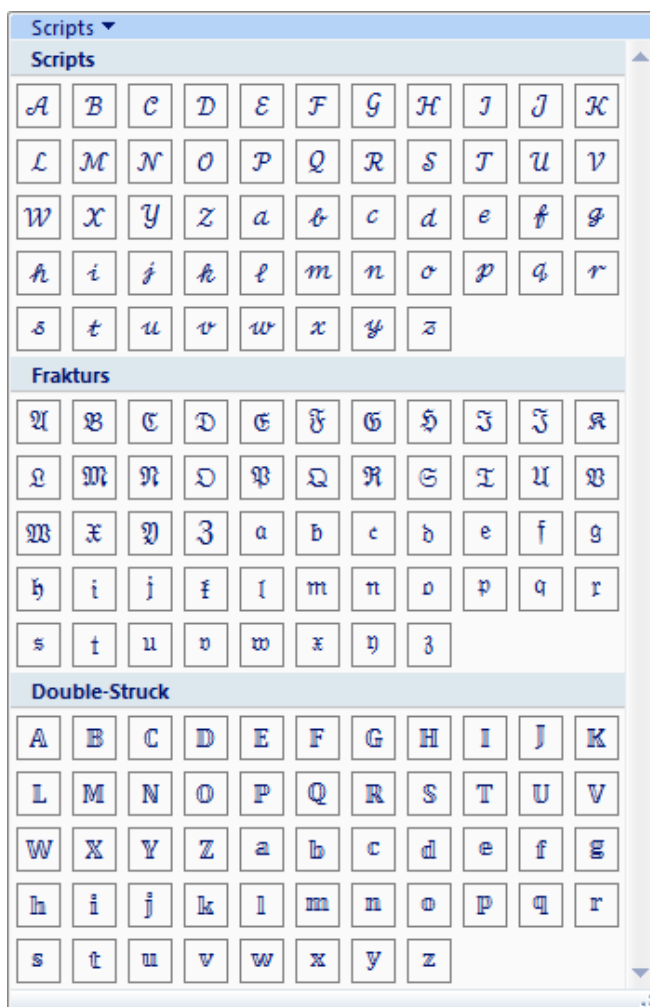 Scripts
Scripts
𝒜 ℬ 𝒞 𝒟 ℰ ℱ 𝒢 ℋ ℐ 𝒥 𝒦
ℒ ℳ 𝒩 𝒪 𝒫 𝒬 ℛ 𝒮 𝒯 𝒰 𝒱
𝒲 𝒳 𝒴 𝒵 𝒶 𝒷 𝒸 𝒹 ℯ 𝒻 ℊ
𝒽 𝒾 𝒿 𝓀 ℓ 𝓂 𝓃 ℴ 𝓅 𝓆 𝓇
𝓈 𝓉 𝓊 𝓋 𝓌 𝓍 𝓎 𝓏
Frakturs
𝔄 𝔅 ℭ 𝔇 𝔈 𝔉 𝔊 ℌ ℑ 𝔍 𝔎
𝔏 𝔐 𝔑 𝔒 𝔓 𝔔 ℜ 𝔖 𝔗 𝔘 𝔙
𝔚 𝔛 𝔜 ℨ 𝔞 𝔟 𝔠 𝔡 𝔢 𝔣 𝔤
𝔥 𝔦 𝔧 𝔨 𝔩 𝔪 𝔫 𝔬 𝔭 𝔮 𝔯
𝔰 𝔱 𝔲 𝔳 𝔴 𝔵 𝔶 𝔷
Double-Struck
𝔸 𝔹 ℂ 𝔻 𝔼 𝔽 𝔾 ℍ 𝕀 𝕁 𝕂
𝕃 𝕄 ℕ 𝕆 ℙ ℚ ℝ 𝕊 𝕋 𝕌 𝕍
𝕎 𝕏 𝕐 ℤ 𝕒 𝕓 𝕔 𝕕 𝕖 𝕗 𝕘
𝕙 𝕚 𝕛 𝕜 𝕝 𝕞 𝕟 𝕠 𝕡 𝕢 𝕣
𝕤 𝕥 𝕦 𝕧 𝕨 𝕩 𝕪 𝕫